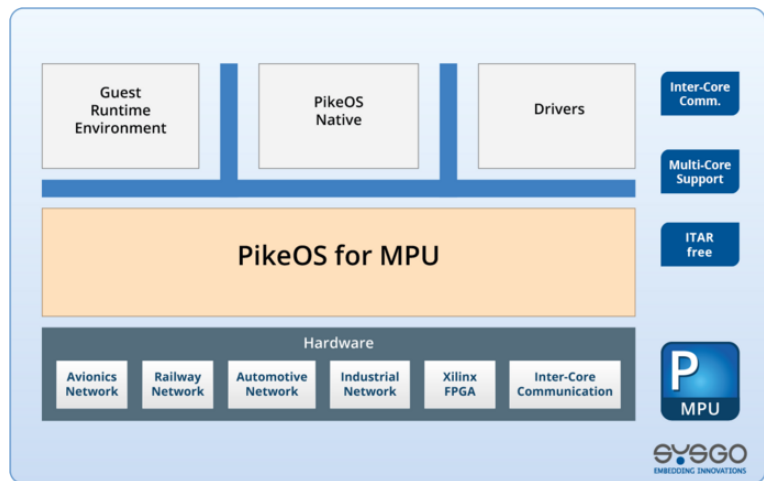 Guest
Runtime
Environment
PikeOS
Native
Drivers
Inter-Core
Comm.
Multi-Core
Support
ITAR
free
PikeOS for MPU
Hardware
Avionics
Network
Railway
Network
Automotive
Network
Industrial
Network
Xilinx
FPGA
Inter-Core
Communication
P
MPU
SYSGO
EMBEDDING INNOVATIONS